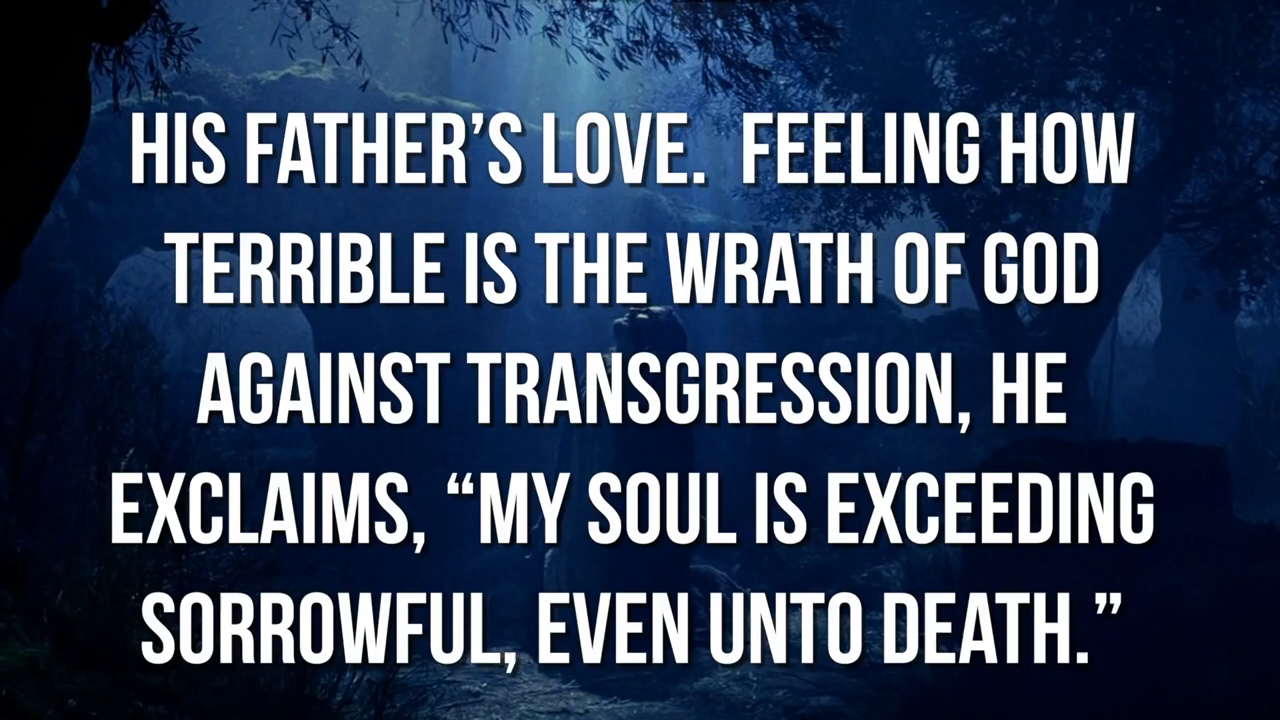 HIS FATHER’S LOVE.  FEELING HOW
TERRIBLE IS THE WRATH OF GOD
AGAINST TRANSGRESSION, HE
EXCLAIMS, “MY SOUL IS EXCEEDING
SORROWFUL, EVEN UNTO DEATH.”